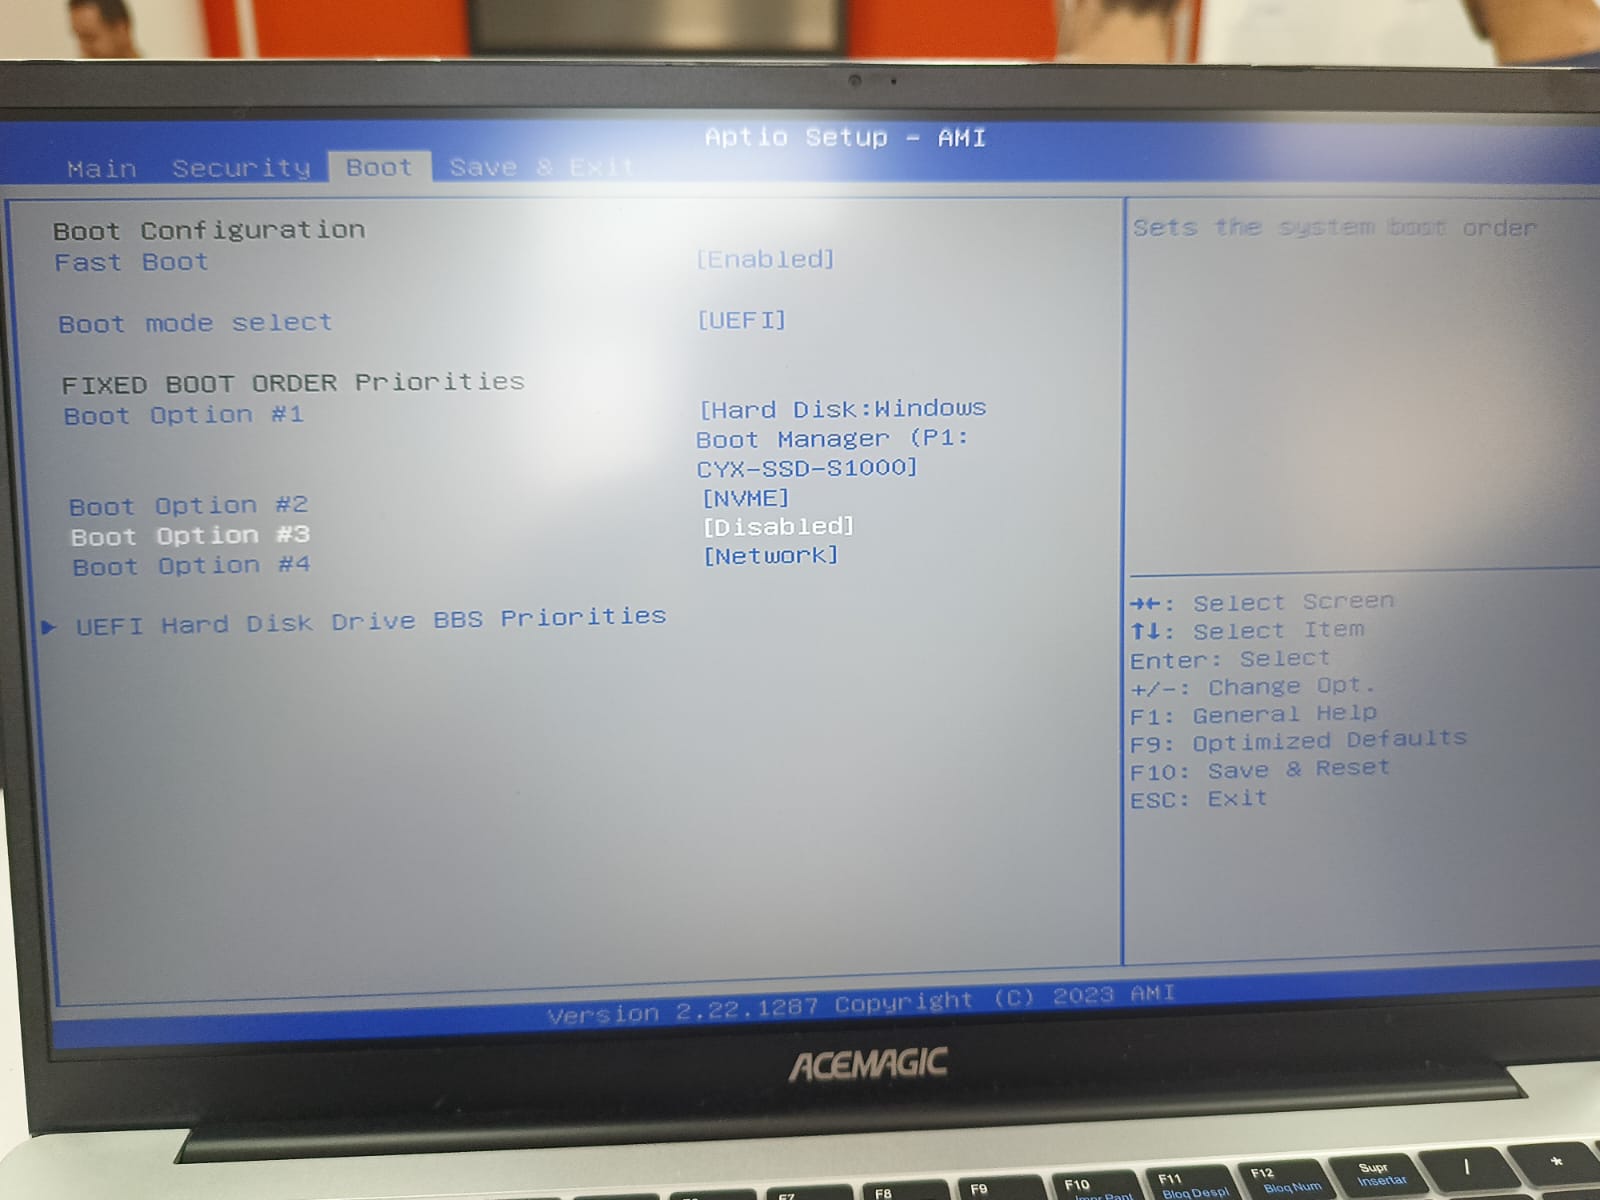 Aptio Setup - AMI
Main Security Boot Save & Exit
Boot Configuration
Fast Boot [Enabled]
Boot mode select [UEFI]
FIXED BOOT ORDER Priorities
Boot Option #1 [Hard Disk:Windows
Boot Manager (P1:
CYX-SSD-S1000]
Boot Option #2 [NVME]
Boot Option #3 [Disabled]
Boot Option #4 [Network]
UEFI Hard Disk Drive BBS Priorities
Sets the system boot order
→←: Select Screen
↑↓: Select Item
Enter: Select
+/-: Change Opt.
F1: General Help
F9: Optimized Defaults
F10: Save & Reset
ESC: Exit
Version 2.22.1287 Copyright (C) 2023 AMI
ACEMAGIC
F7 F8 F9 F10 F11 F12 Supr / *
Bloq Despl Bloq Num Insertar